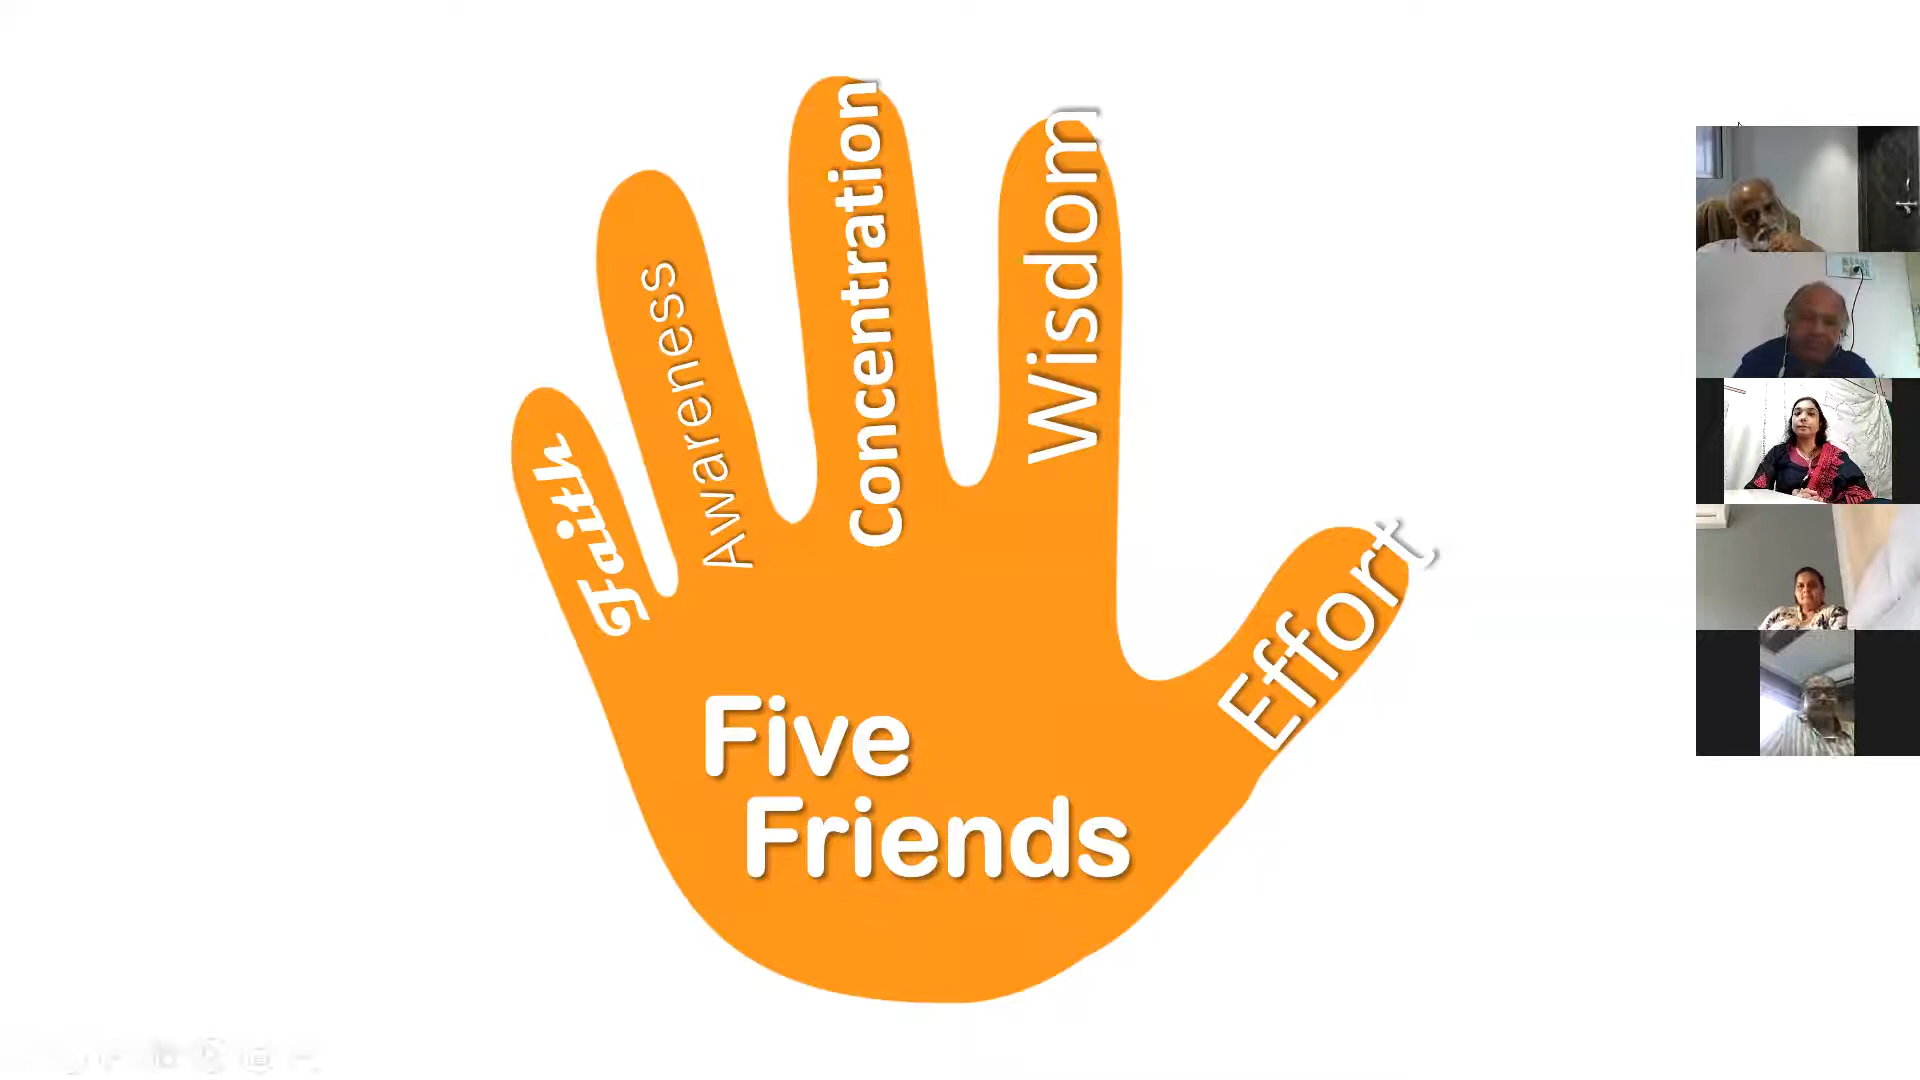 Faith
Awareness
Concentration
Wisdom
Effort
Five
Friends